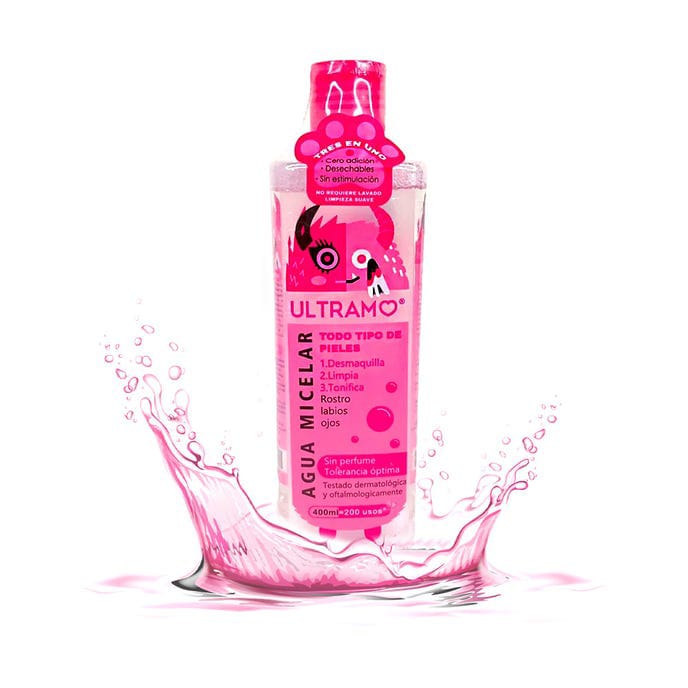 TRES EN UNO
· Cero adición
· Desechables
· Sin estimulación
NO REQUIERE LAVADO
LIMPIEZA SUAVE
ULTRAMO®
AGUA MICELAR
TODO TIPO DE
PIELES
1.Desmaquilla
2.Limpia
3.Tonifica
Rostro
labios
ojos
Sin perfume
Tolerancia óptima
Testado dermatológica
y oftalmologicamente
400ml=200 usos